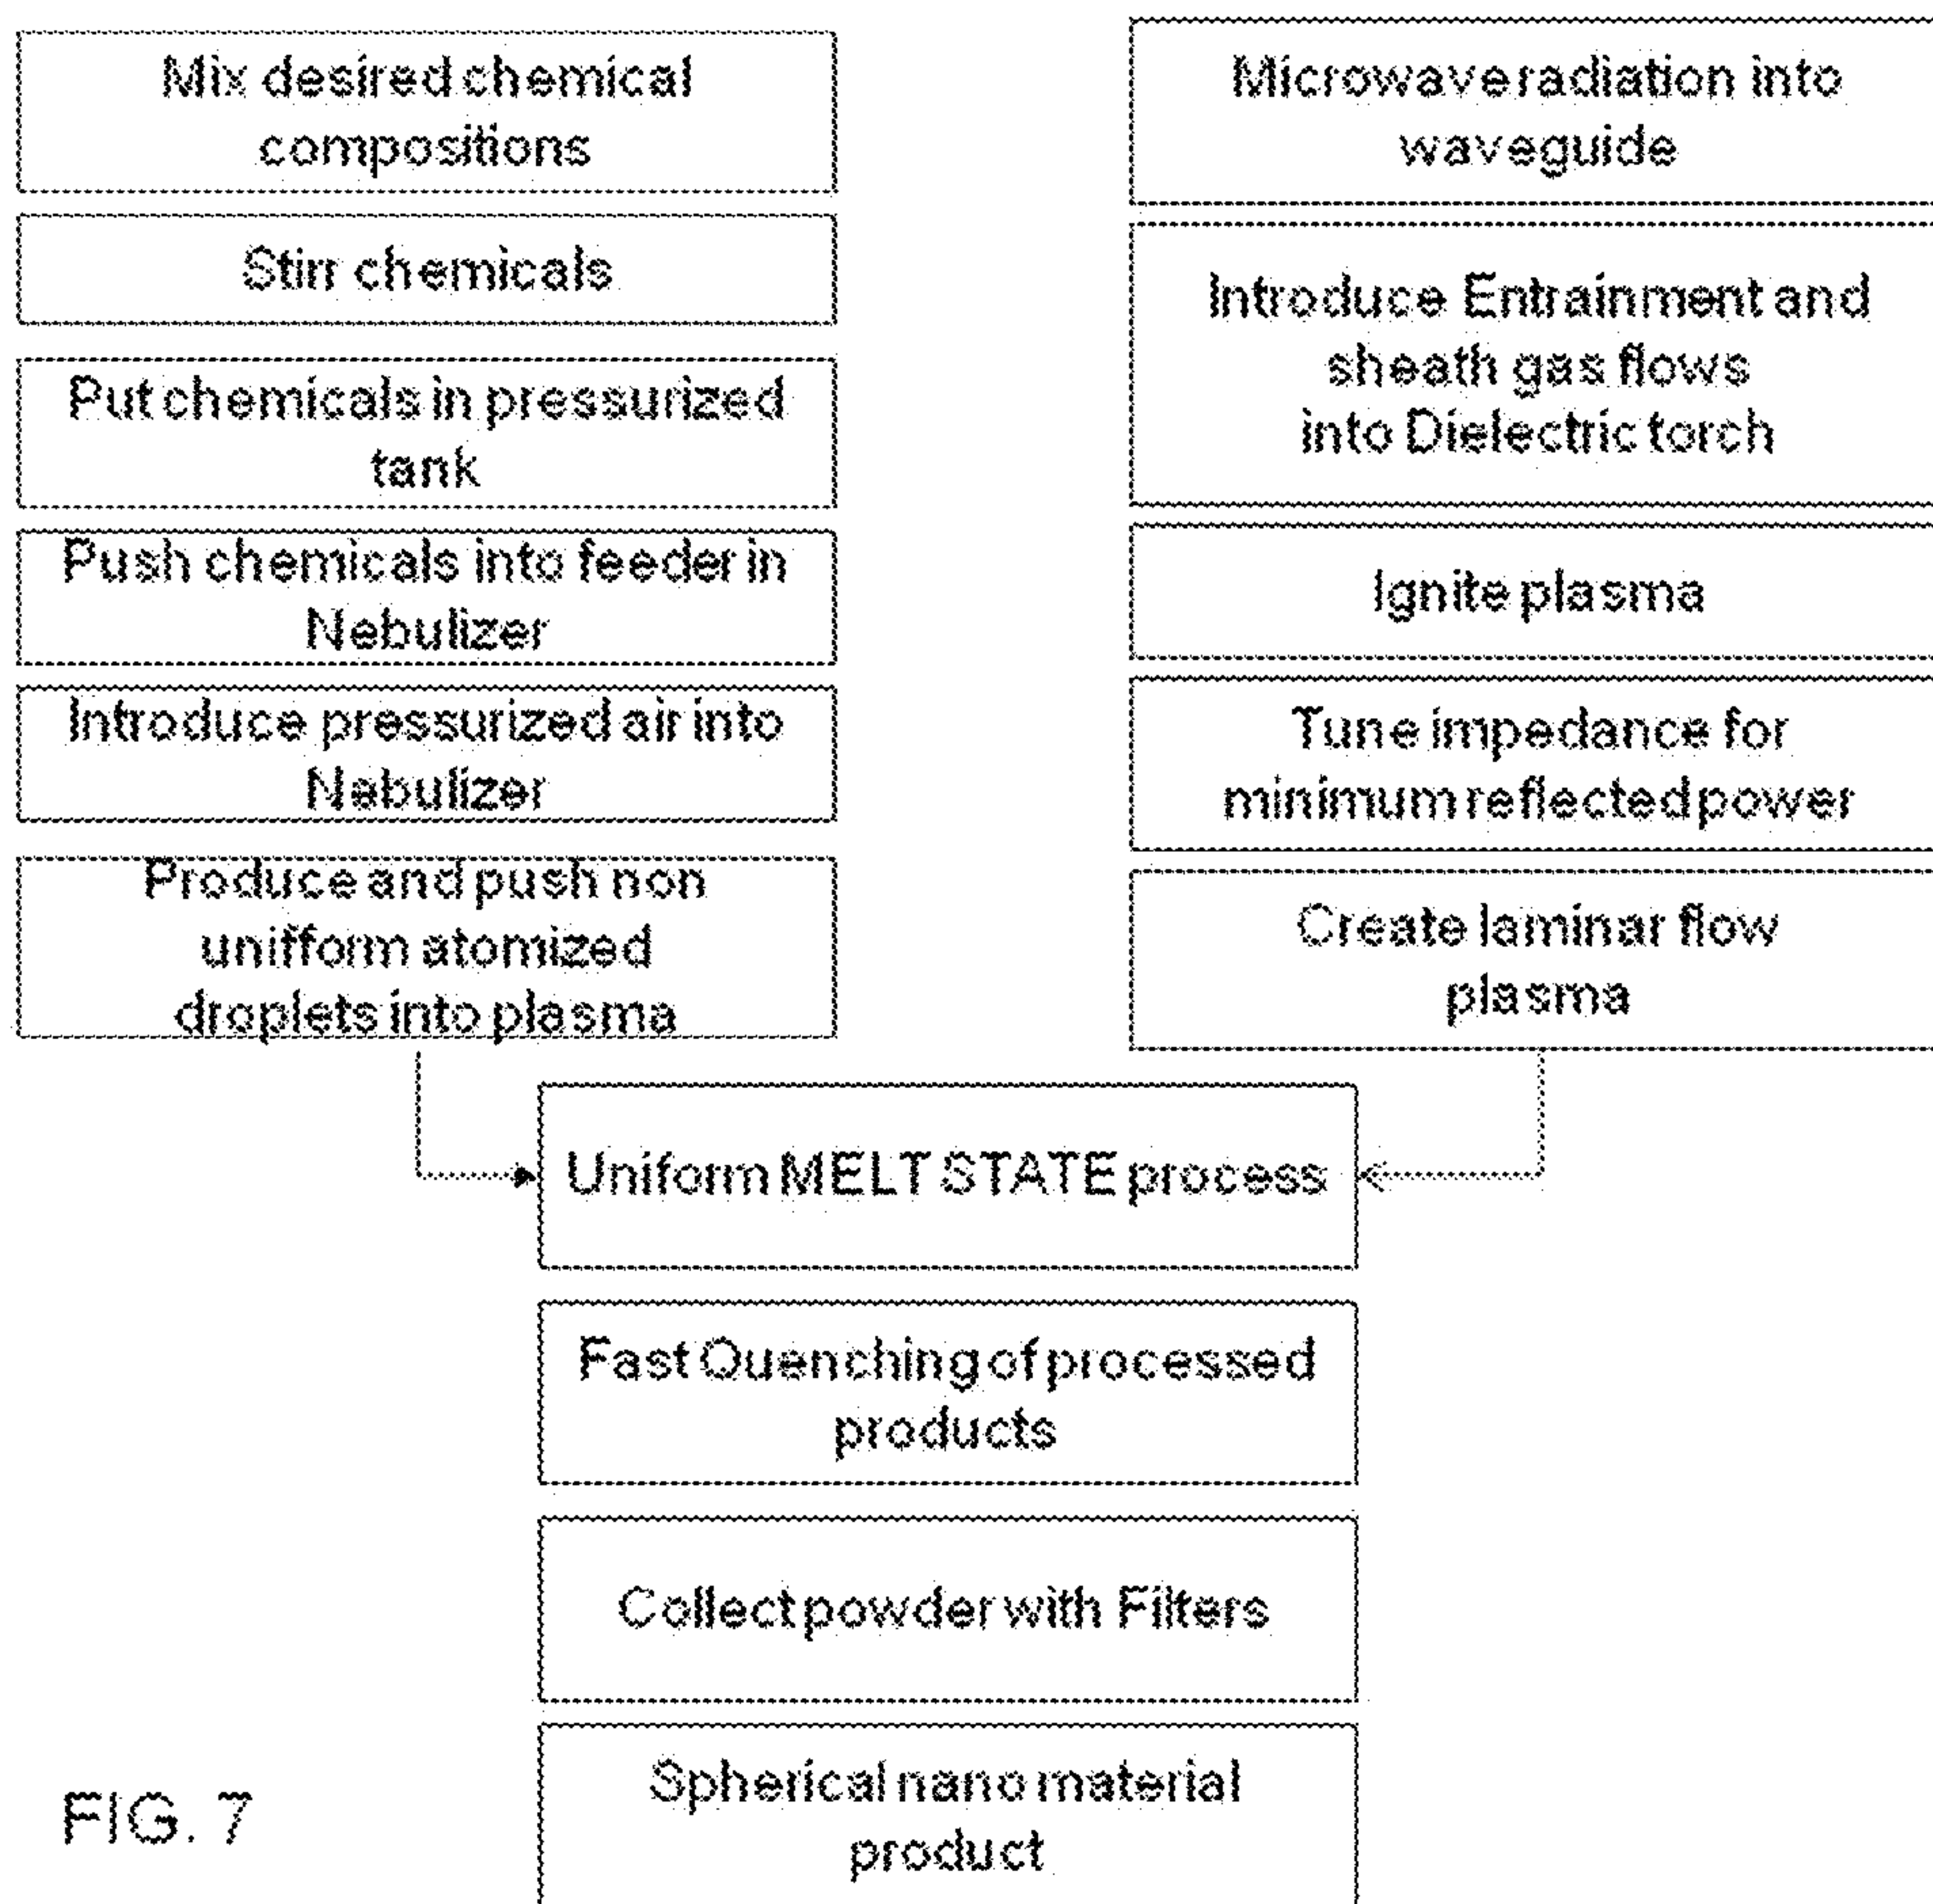 Mix desired chemical
compositions
Stirr chemicals
Put chemicals in pressurized
tank
Push chemicals into feeder in
Nebulizer
Introduce pressurized air into
Nebulizer
Produce and push non
unifform atomized
droplets into plasma
Microwave radiation into
waveguide
Introduce Entrainment and
sheath gas flows
into Dielectric torch
Ignite plasma
Tune impedance for
minimum reflected power
Create laminar flow
plasma
Uniform MELT STATE process
Fast Quenching of processed
products
Collect powder with Filters
Spherical nano material
product
FIG. 7